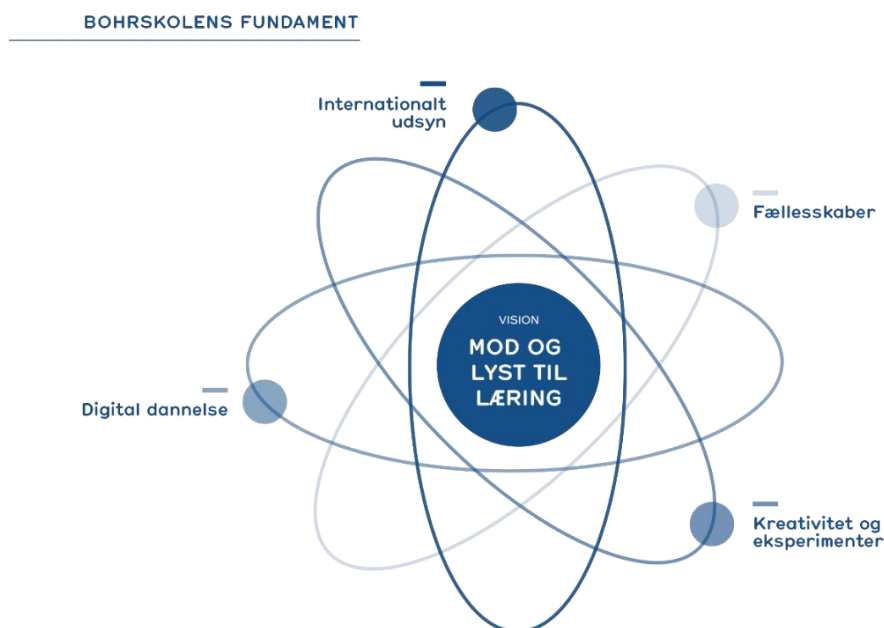 BOHRSKOLENS FUNDAMENT
Internationalt
udsyn
Fællesskaber
VISION
MOD OG
LYST TIL
LÆRING
Digital dannelse
Kreativitet og
eksperimenter